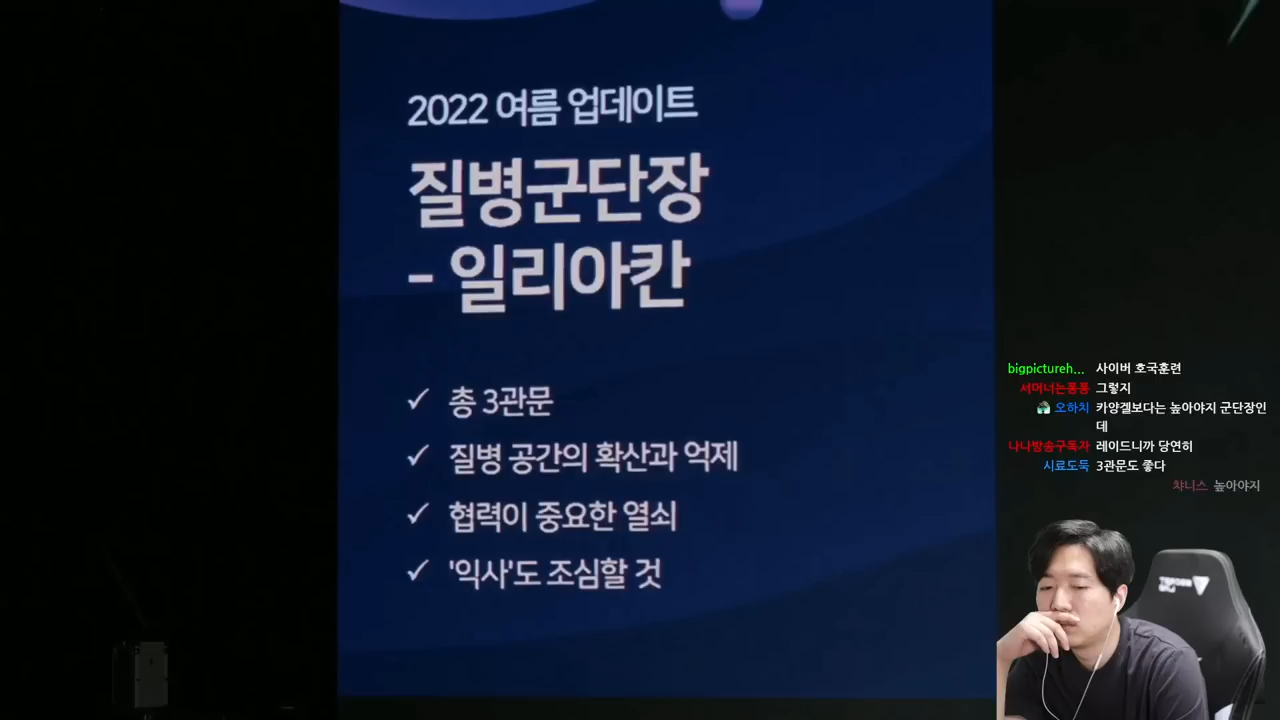 2022 여름 업데이트
질병군단장
- 일리아칸
✓ 총 3관문
✓ 질병 공간의 확산과 억제
✓ 협력이 중요한 열쇠
✓ '익사'도 조심할 것
bigpictureh... 사이버 호국훈련
서머너는퐁퐁 그렇지
오하치 카양겔보다는 높아야지 군단장인
데
나나방송구독자 레이드니까 당연히
시료도둑 3관문도 좋다
챠니스 높아야지